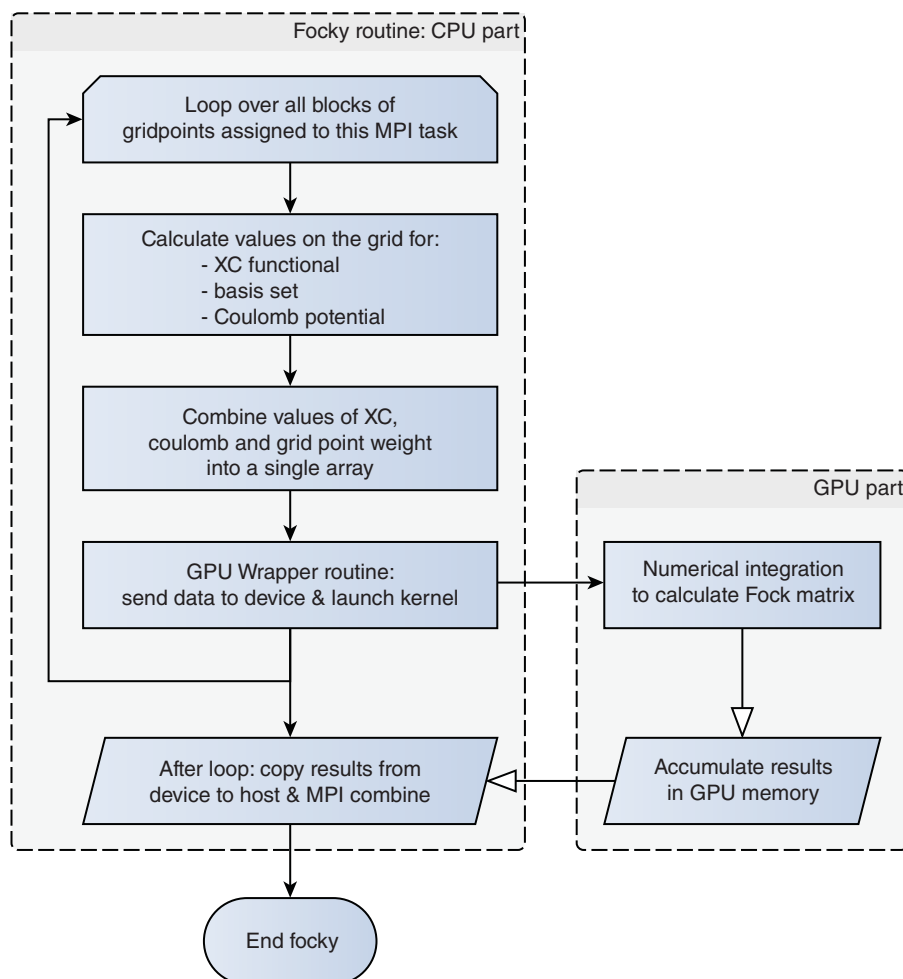 Focky routine: CPU part
Loop over all blocks of
gridpoints assigned to this MPI task
Calculate values on the grid for:
- XC functional
- basis set
- Coulomb potential
Combine values of XC,
coulomb and grid point weight
into a single array
GPU part
GPU Wrapper routine:
send data to device & launch kernel
Numerical integration
to calculate Fock matrix
After loop: copy results from
device to host & MPI combine
Accumulate results
in GPU memory
End focky